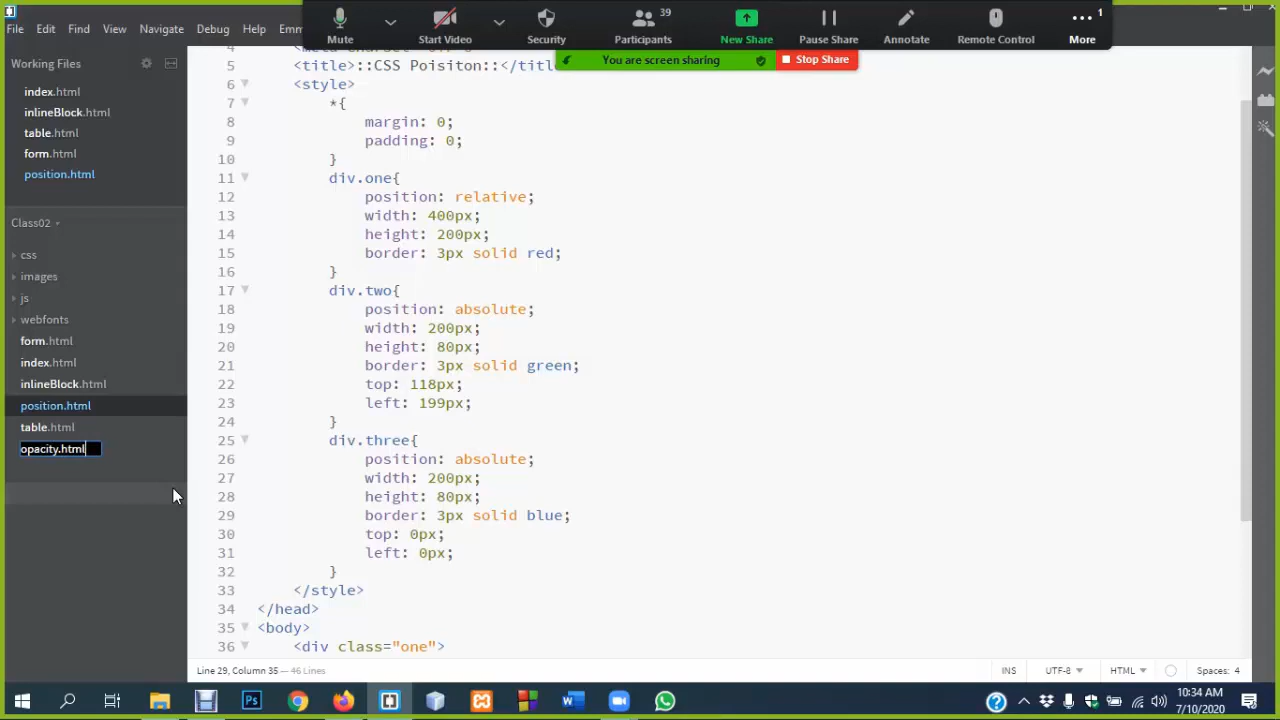 39
1
Mute
Start Video
Security
Participants
New Share
Pause Share
Annotate
Remote Control
More
You are screen sharing
Stop Share
File Edit Find View Navigate Debug Help
Working Files
index.html
inlineBlock.html
table.html
form.html
position.html
Class02
css
images
js
webfonts
form.html
index.html
inlineBlock.html
position.html
table.html
opacity.html
4
5 <title>::CSS Poisiton::</titl
6 <style>
7 *{
8 margin: 0;
9 padding: 0;
10 }
11 div.one{
12 position: relative;
13 width: 400px;
14 height: 200px;
15 border: 3px solid red;
16 }
17 div.two{
18 position: absolute;
19 width: 200px;
20 height: 80px;
21 border: 3px solid green;
22 top: 118px;
23 left: 199px;
24 }
25 div.three{
26 position: absolute;
27 width: 200px;
28 height: 80px;
29 border: 3px solid blue;
30 top: 0px;
31 left: 0px;
32 }
33 </style>
34 </head>
35 <body>
36 <div class="one">
Line 29, Column 35 — 46 Lines
INS UTF-8 HTML Spaces: 4
10:34 AM
7/10/2020